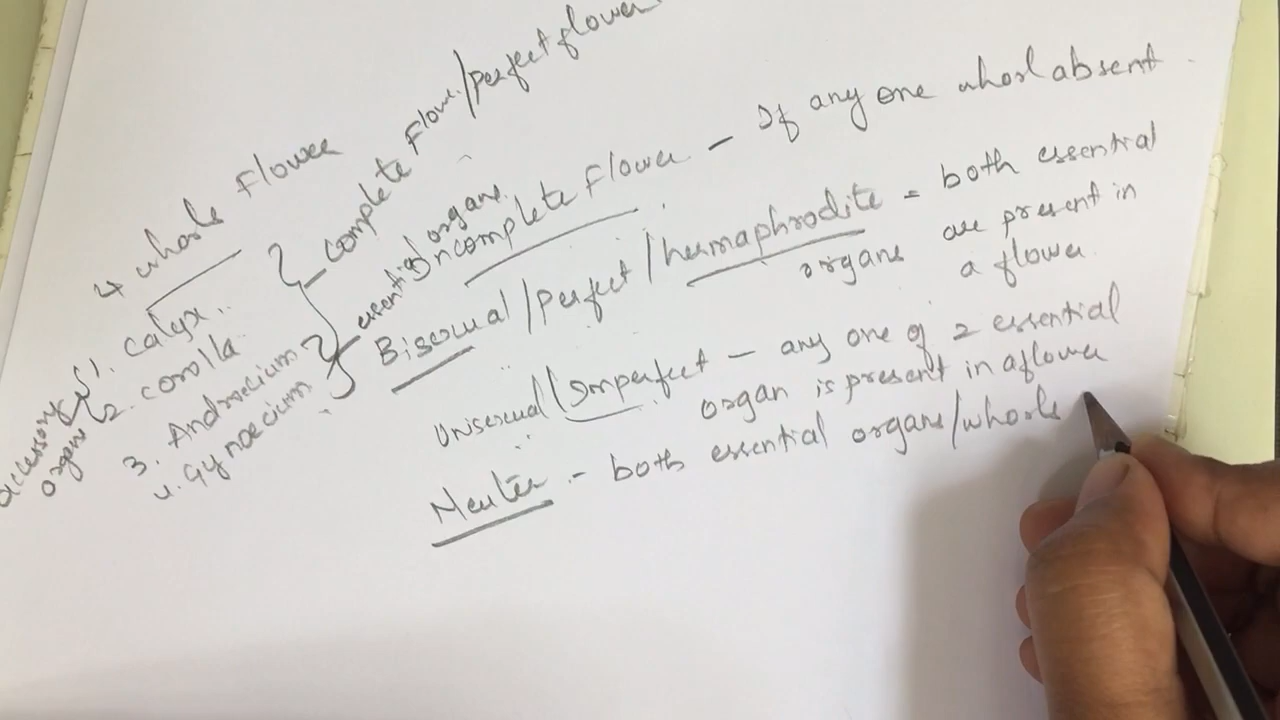 4 whorls Flower
accessory organs
1. Calyx.
2. corolla
3. Androecium
4. Gynoecium
essential organs
complete Flower/perfect flower
Incomplete Flower - If any one whorl absent
Bisexual/perfect/hermaphrodite = both essential
organs are present in
a flower.
Unisexual/Imperfect - any one of 2 essential
organ is present in a flower
Neuter - both essential organs/whorls